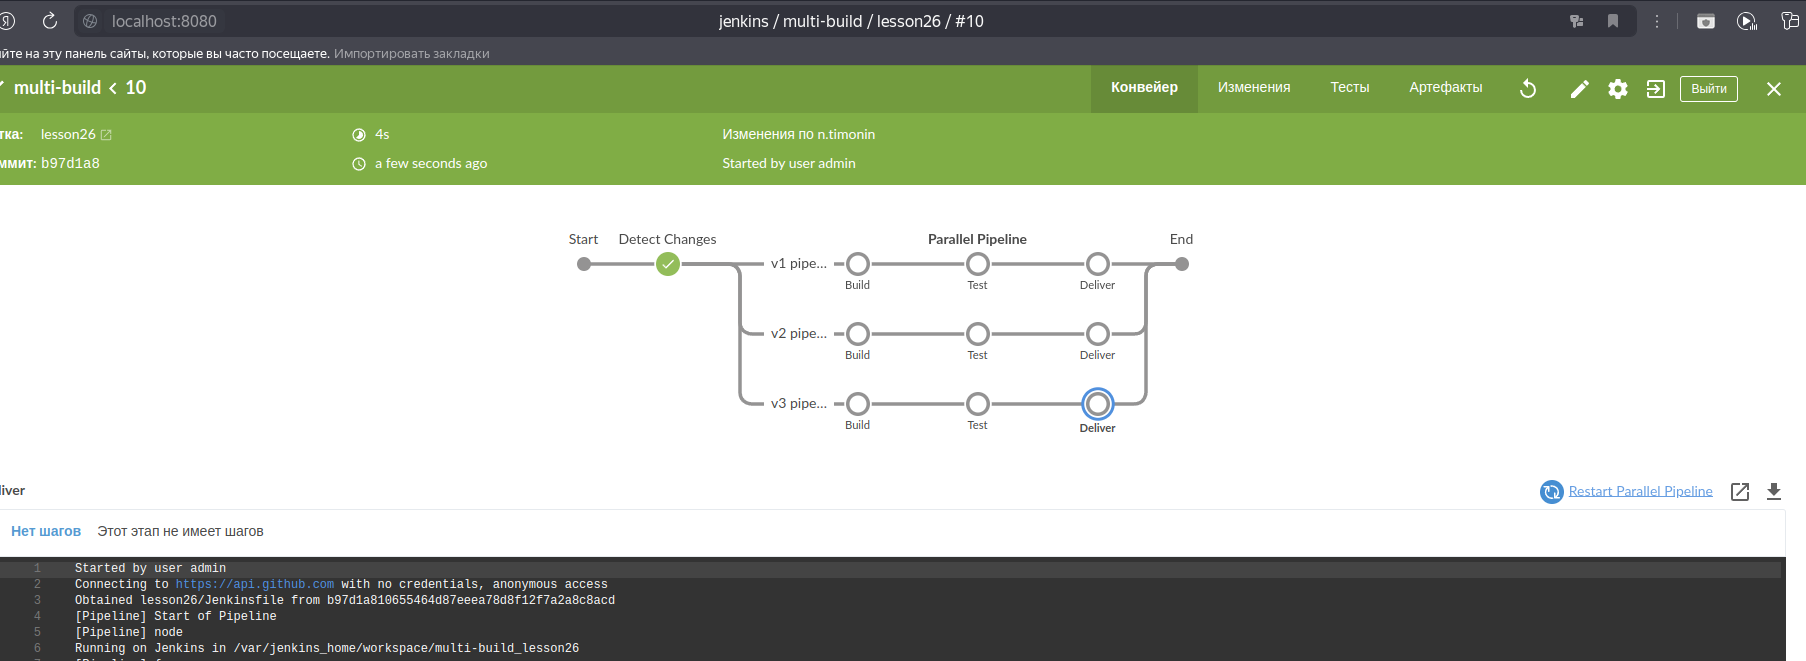 localhost:8080
jenkins / multi-build / lesson26 / #10
йте на эту панель сайты, которые вы часто посещаете. Импортировать закладки
multi-build < 10
Конвейер
Изменения
Тесты
Артефакты
Выйти
тка: lesson26
4s
Изменения по n.timonin
ммит: b97d1a8
a few seconds ago
Started by user admin
Start
Detect Changes
Parallel Pipeline
End
v1 pipe...
Build
Test
Deliver
v2 pipe...
Build
Test
Deliver
v3 pipe...
Build
Test
Deliver
liver
Restart Parallel Pipeline
Нет шагов Этот этап не имеет шагов
1 Started by user admin
2 Connecting to https://api.github.com with no credentials, anonymous access
3 Obtained lesson26/Jenkinsfile from b97d1a810655464d87eeea78d8f12f7a2a8c8acd
4 [Pipeline] Start of Pipeline
5 [Pipeline] node
6 Running on Jenkins in /var/jenkins_home/workspace/multi-build_lesson26